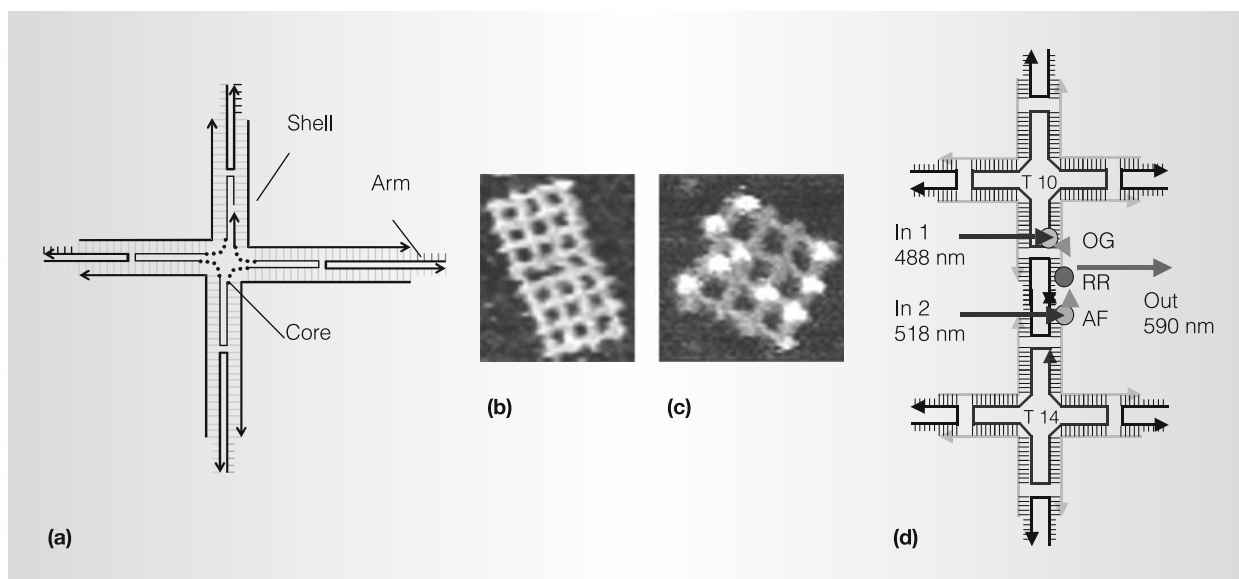 Shell
Arm
Core
(a)
(b)
(c)
T 10
In 1
488 nm
OG
RR
In 2
518 nm
AF
Out
590 nm
T 14
(d)